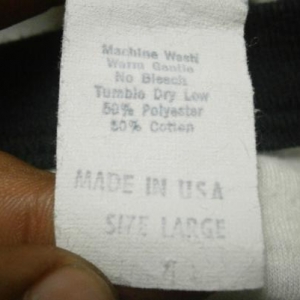 Machine Wash
Warm Gentle
No Bleach
Tumble Dry Low
50% Polyester
50% Cotton
MADE IN USA
SIZE LARGE